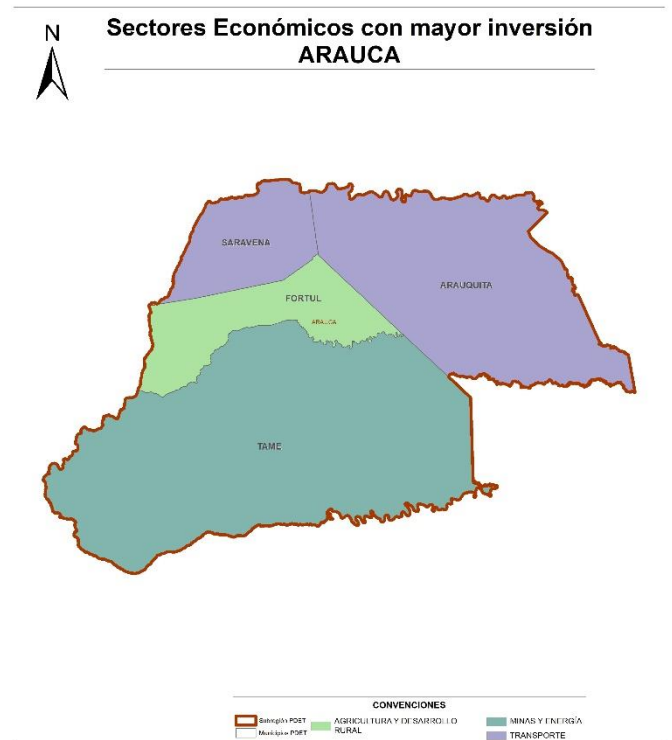 N
Sectores Económicos con mayor inversión
ARAUCA
SARAVENA
ARAUQUITA
FORTUL
ARAUCA
TAME
CONVENCIONES
Subregión PDET
Municipios PDET
AGRICULTURA Y DESARROLLO
RURAL
MINAS Y ENERGÍA
TRANSPORTE